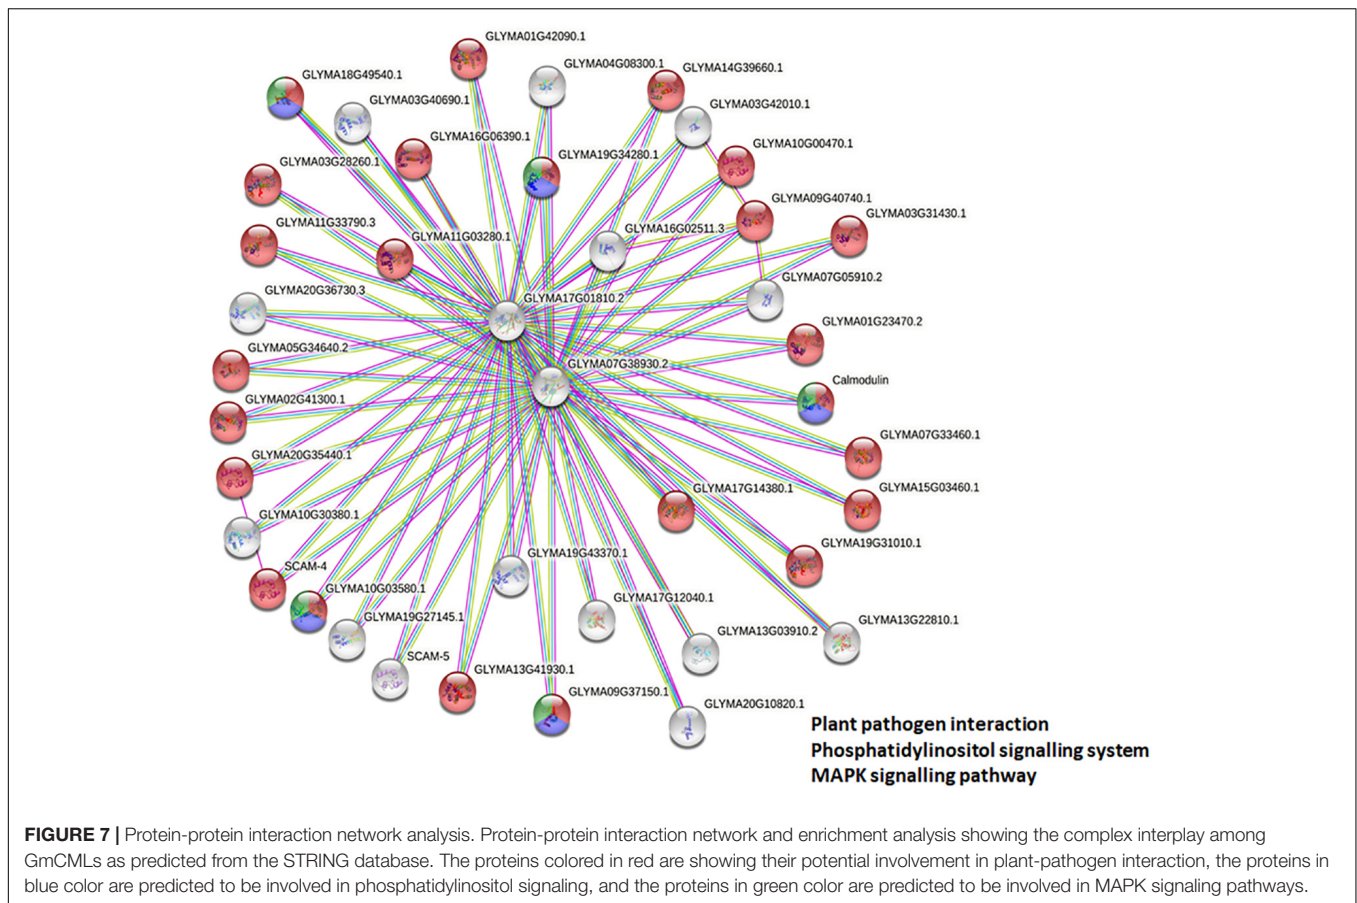 GLYMA01G42090.1
GLYMA04G08300.1
GLYMA14G39660.1
GLYMA18G49540.1
GLYMA03G40690.1
GLYMA03G42010.1
GLYMA16G06390.1
GLYMA10G00470.1
GLYMA19G34280.1
GLYMA03G28260.1
GLYMA09G40740.1
GLYMA03G31430.1
GLYMA11G33790.3
GLYMA16G02511.3
GLYMA11G03280.1
GLYMA07G05910.2
GLYMA20G36730.3
GLYMA17G01810.2
GLYMA01G23470.2
GLYMA05G34640.2
GLYMA07G38930.2
Calmodulin
GLYMA02G41300.1
GLYMA07G33460.1
GLYMA20G35440.1
GLYMA17G14380.1
GLYMA15G03460.1
GLYMA10G30380.1
GLYMA19G31010.1
GLYMA19G43370.1
SCAM-4
GLYMA10G03580.1
GLYMA17G12040.1
GLYMA19G27145.1
GLYMA13G22810.1
GLYMA13G03910.2
SCAM-5
GLYMA13G41930.1
GLYMA09G37150.1
GLYMA20G10820.1
Plant pathogen interaction
Phosphatidylinositol signalling system
MAPK signalling pathway
FIGURE 7 | Protein-protein interaction network analysis. Protein-protein interaction network and enrichment analysis showing the complex interplay among
GmCMLs as predicted from the STRING database. The proteins colored in red are showing their potential involvement in plant-pathogen interaction, the proteins in
blue color are predicted to be involved in phosphatidylinositol signaling, and the proteins in green color are predicted to be involved in MAPK signaling pathways.